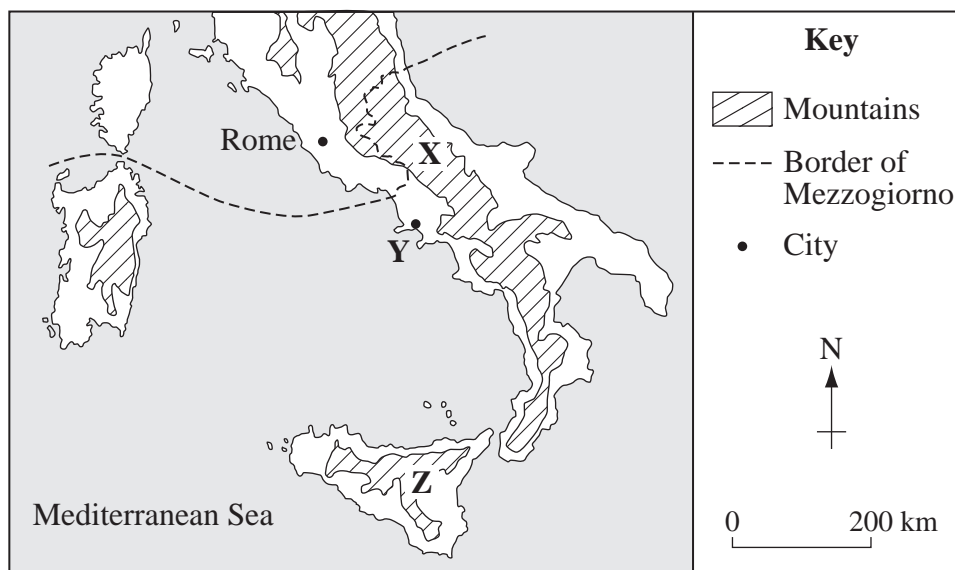 Rome
X
Y
Z
Mediterranean Sea
Key
Mountains
Border of
Mezzogiorno
City
N
0 200 km